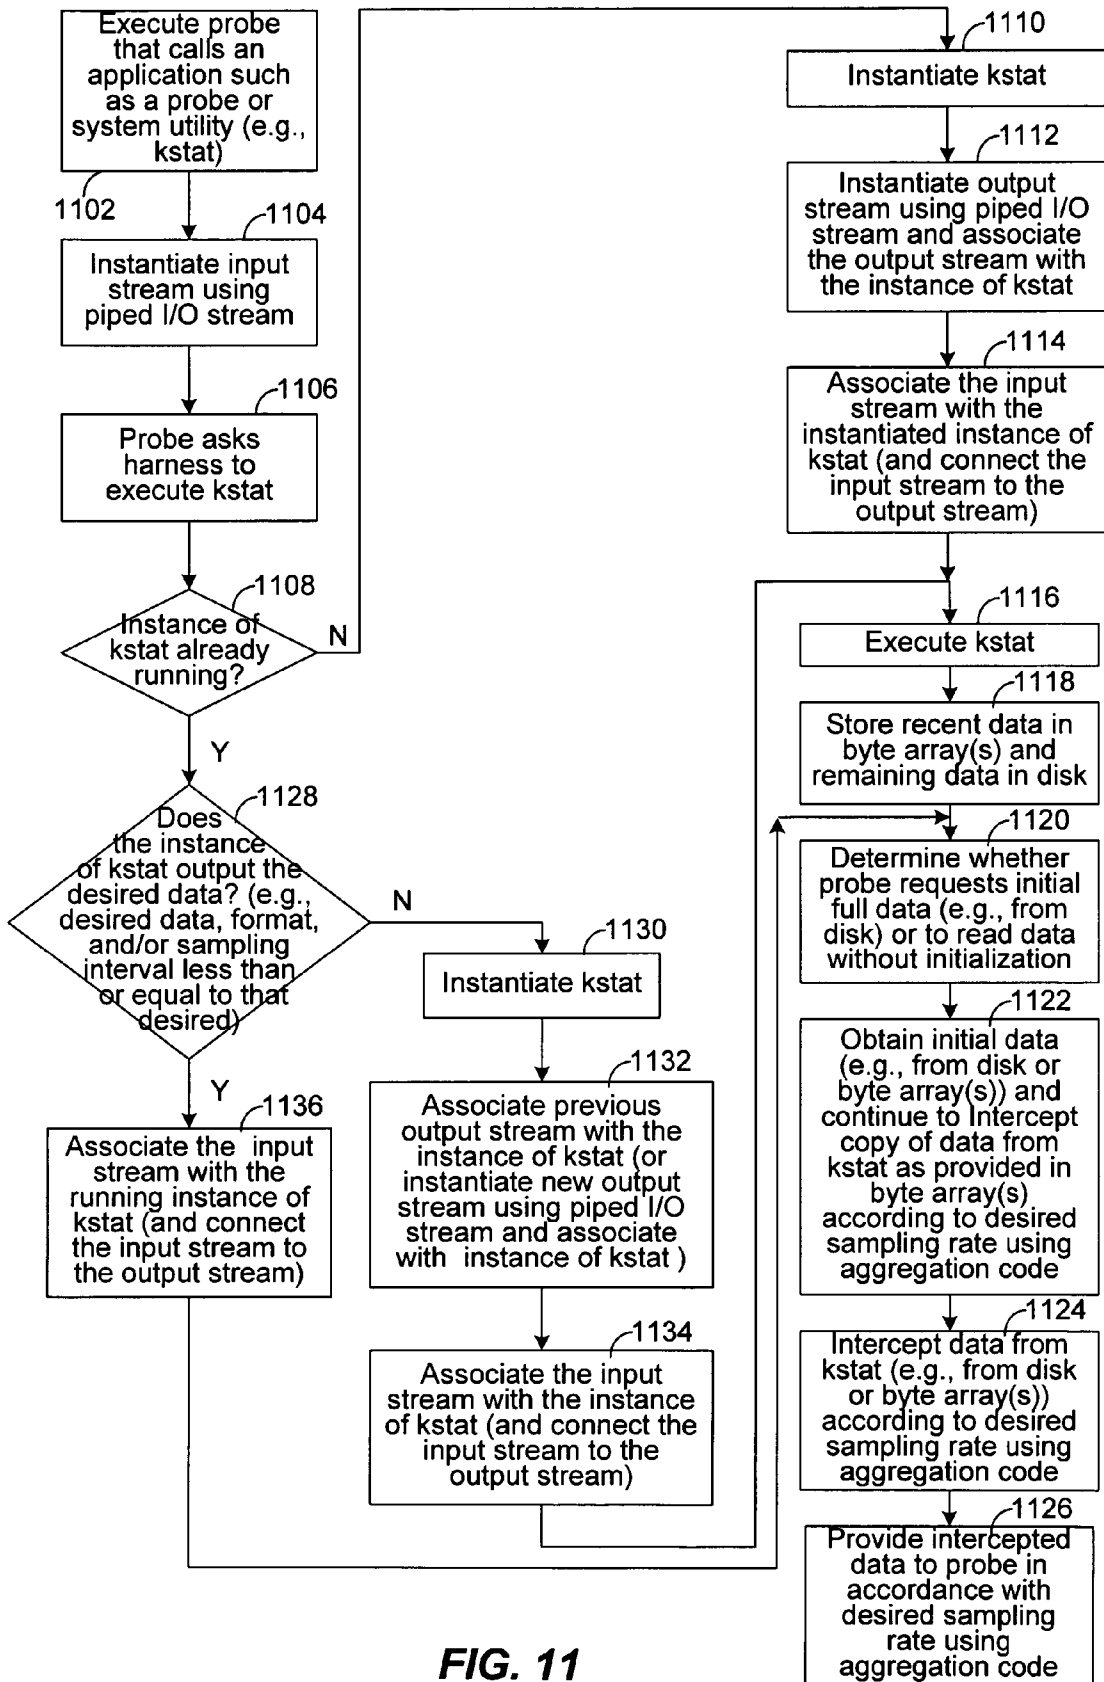 Execute probe
that calls an
application such
as a probe or
system utility (e.g.,
kstat)
1102
1104
Instantiate input
stream using
piped I/O stream
1106
Probe asks
harness to
execute kstat
1108
Instance of
kstat already
running?
N
Y
1128
Does
the instance
of kstat output the
desired data? (e.g.,
desired data, format,
and/or sampling
interval less than
or equal to that
desired)
N
Y
1136
Associate the input
stream with the
running instance of
kstat (and connect
the input stream to
the output stream)
1130
Instantiate kstat
1132
Associate previous
output stream with the
instance of kstat (or
instantiate new output
stream using piped I/O
stream and associate
with instance of kstat )
1134
Associate the input
stream with the instance
of kstat (and connect the
input stream to the
output stream)
1110
Instantiate kstat
1112
Instantiate output
stream using piped I/O
stream and associate
the output stream with
the instance of kstat
1114
Associate the input
stream with the
instantiated instance of
kstat (and connect the
input stream to the
output stream)
1116
Execute kstat
1118
Store recent data in
byte array(s) and
remaining data in disk
1120
Determine whether
probe requests initial
full data (e.g., from
disk) or to read data
without initialization
1122
Obtain initial data
(e.g., from disk or
byte array(s)) and
continue to Intercept
copy of data from
kstat as provided in
byte array(s)
according to desired
sampling rate using
aggregation code
1124
Intercept data from
kstat (e.g., from disk
or byte array(s))
according to desired
sampling rate using
aggregation code
1126
Provide intercepted
data to probe in
accordance with
desired sampling
rate using
aggregation code
FIG. 11